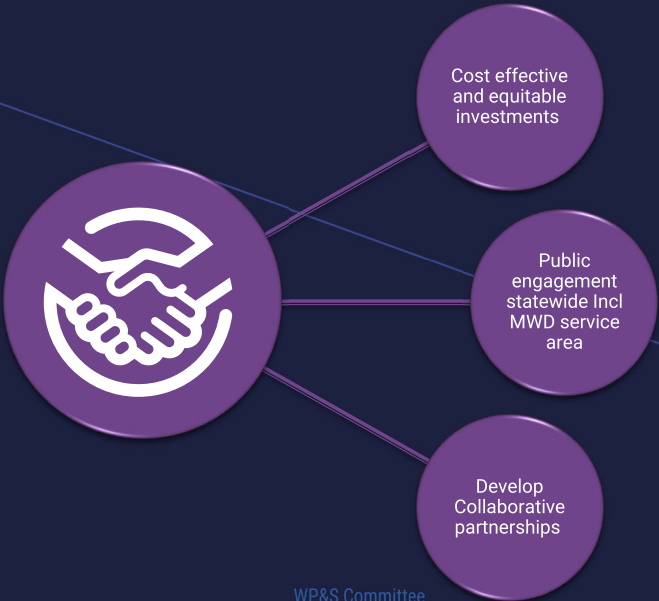 Cost effective
and equitable
investments
Public
engagement
statewide Incl
MWD service
area
Develop
Collaborative
partnerships
WP&S Committee